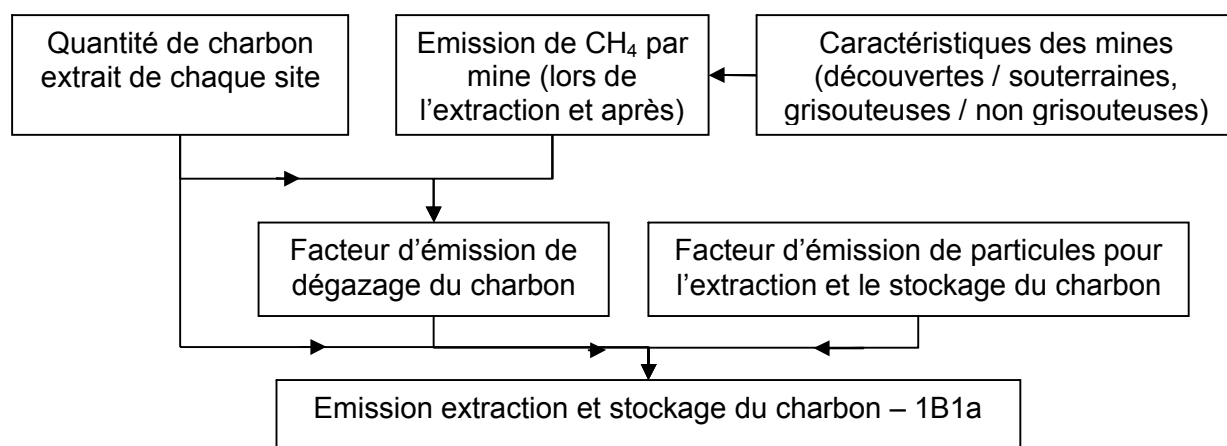 Quantité de charbon
extrait de chaque site
Emission de CH₄ par
mine (lors de
l'extraction et après)
Caractéristiques des mines
(découvertes / souterraines,
grisouteuses / non grisouteuses)
Facteur d'émission de
dégazage du charbon
Facteur d'émission de particules pour
l'extraction et le stockage du charbon
Emission extraction et stockage du charbon – 1B1a